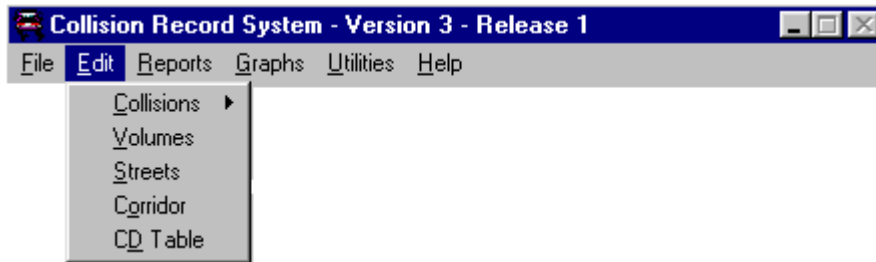 Collision Record System - Version 3 - Release 1
File Edit Reports Graphs Utilities Help
Collisions
Volumes
Streets
Corridor
CD Table